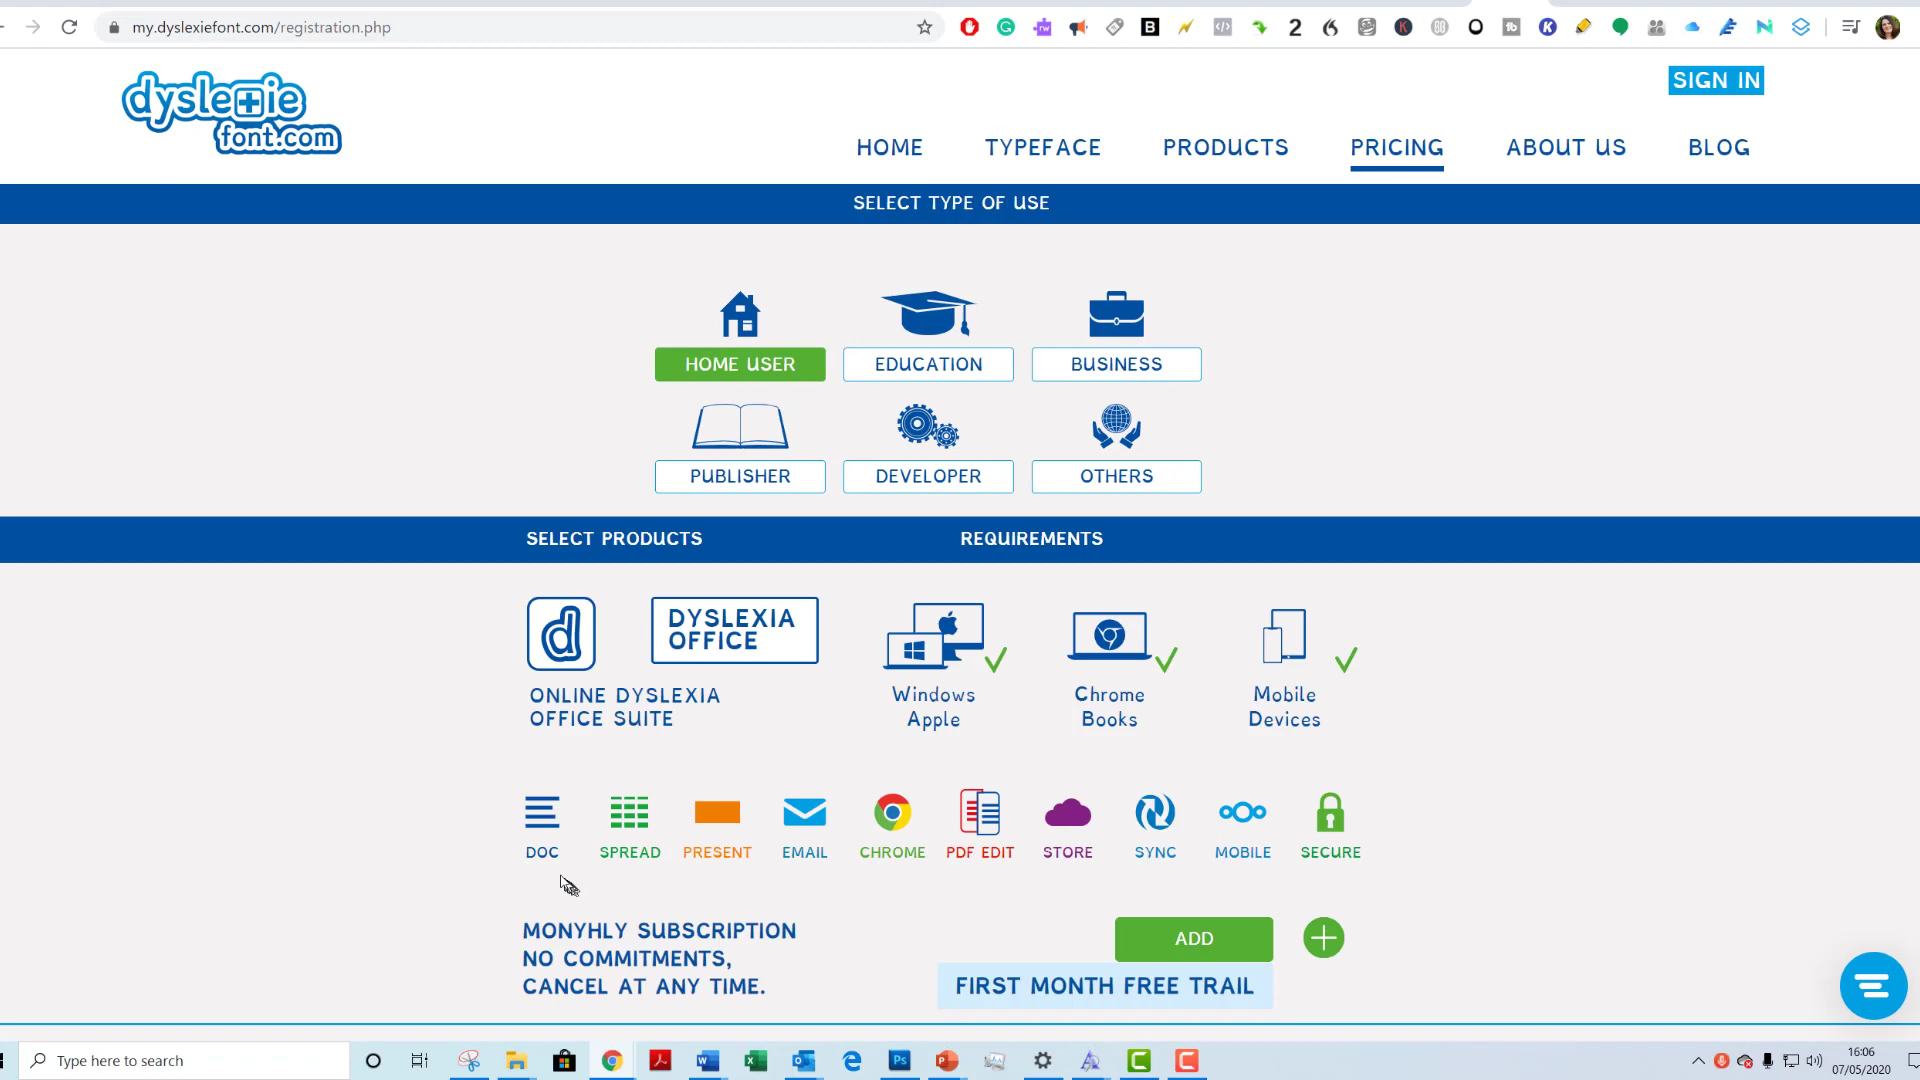 my.dyslexiefont.com/registration.php
dyslexie
font.com
SIGN IN
HOME TYPEFACE PRODUCTS PRICING ABOUT US BLOG
SELECT TYPE OF USE
HOME USER EDUCATION BUSINESS
PUBLISHER DEVELOPER OTHERS
SELECT PRODUCTS REQUIREMENTS
d
DYSLEXIA
OFFICE
ONLINE DYSLEXIA
OFFICE SUITE
Windows
Apple
Chrome
Books
Mobile
Devices
DOC SPREAD PRESENT EMAIL CHROME PDF EDIT STORE SYNC MOBILE SECURE
MONYHLY SUBSCRIPTION
NO COMMITMENTS,
CANCEL AT ANY TIME.
ADD
FIRST MONTH FREE TRAIL
Type here to search
16:06
07/05/2020